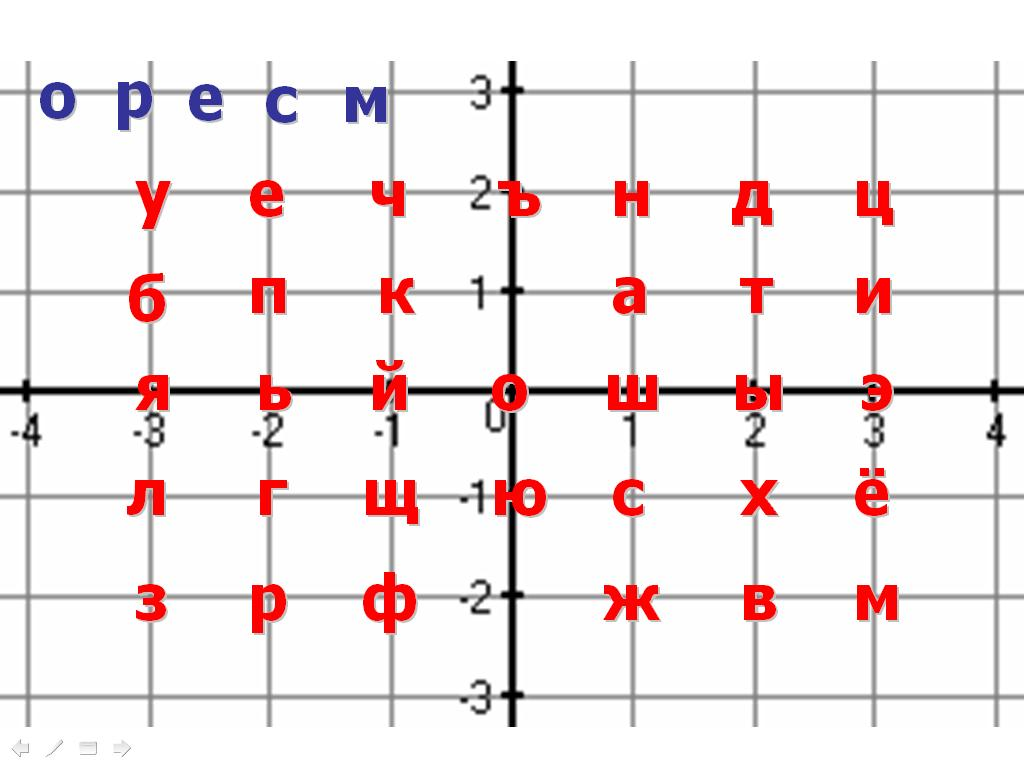 о р е с м
3
у е ч 2 ъ н д ц
б п к 1 а т и
я ь й о ш ы э
-4 -3 -2 -1 0 1 2 3 4
л г щ -1 ю с х ё
з р ф -2 ж в м
-3